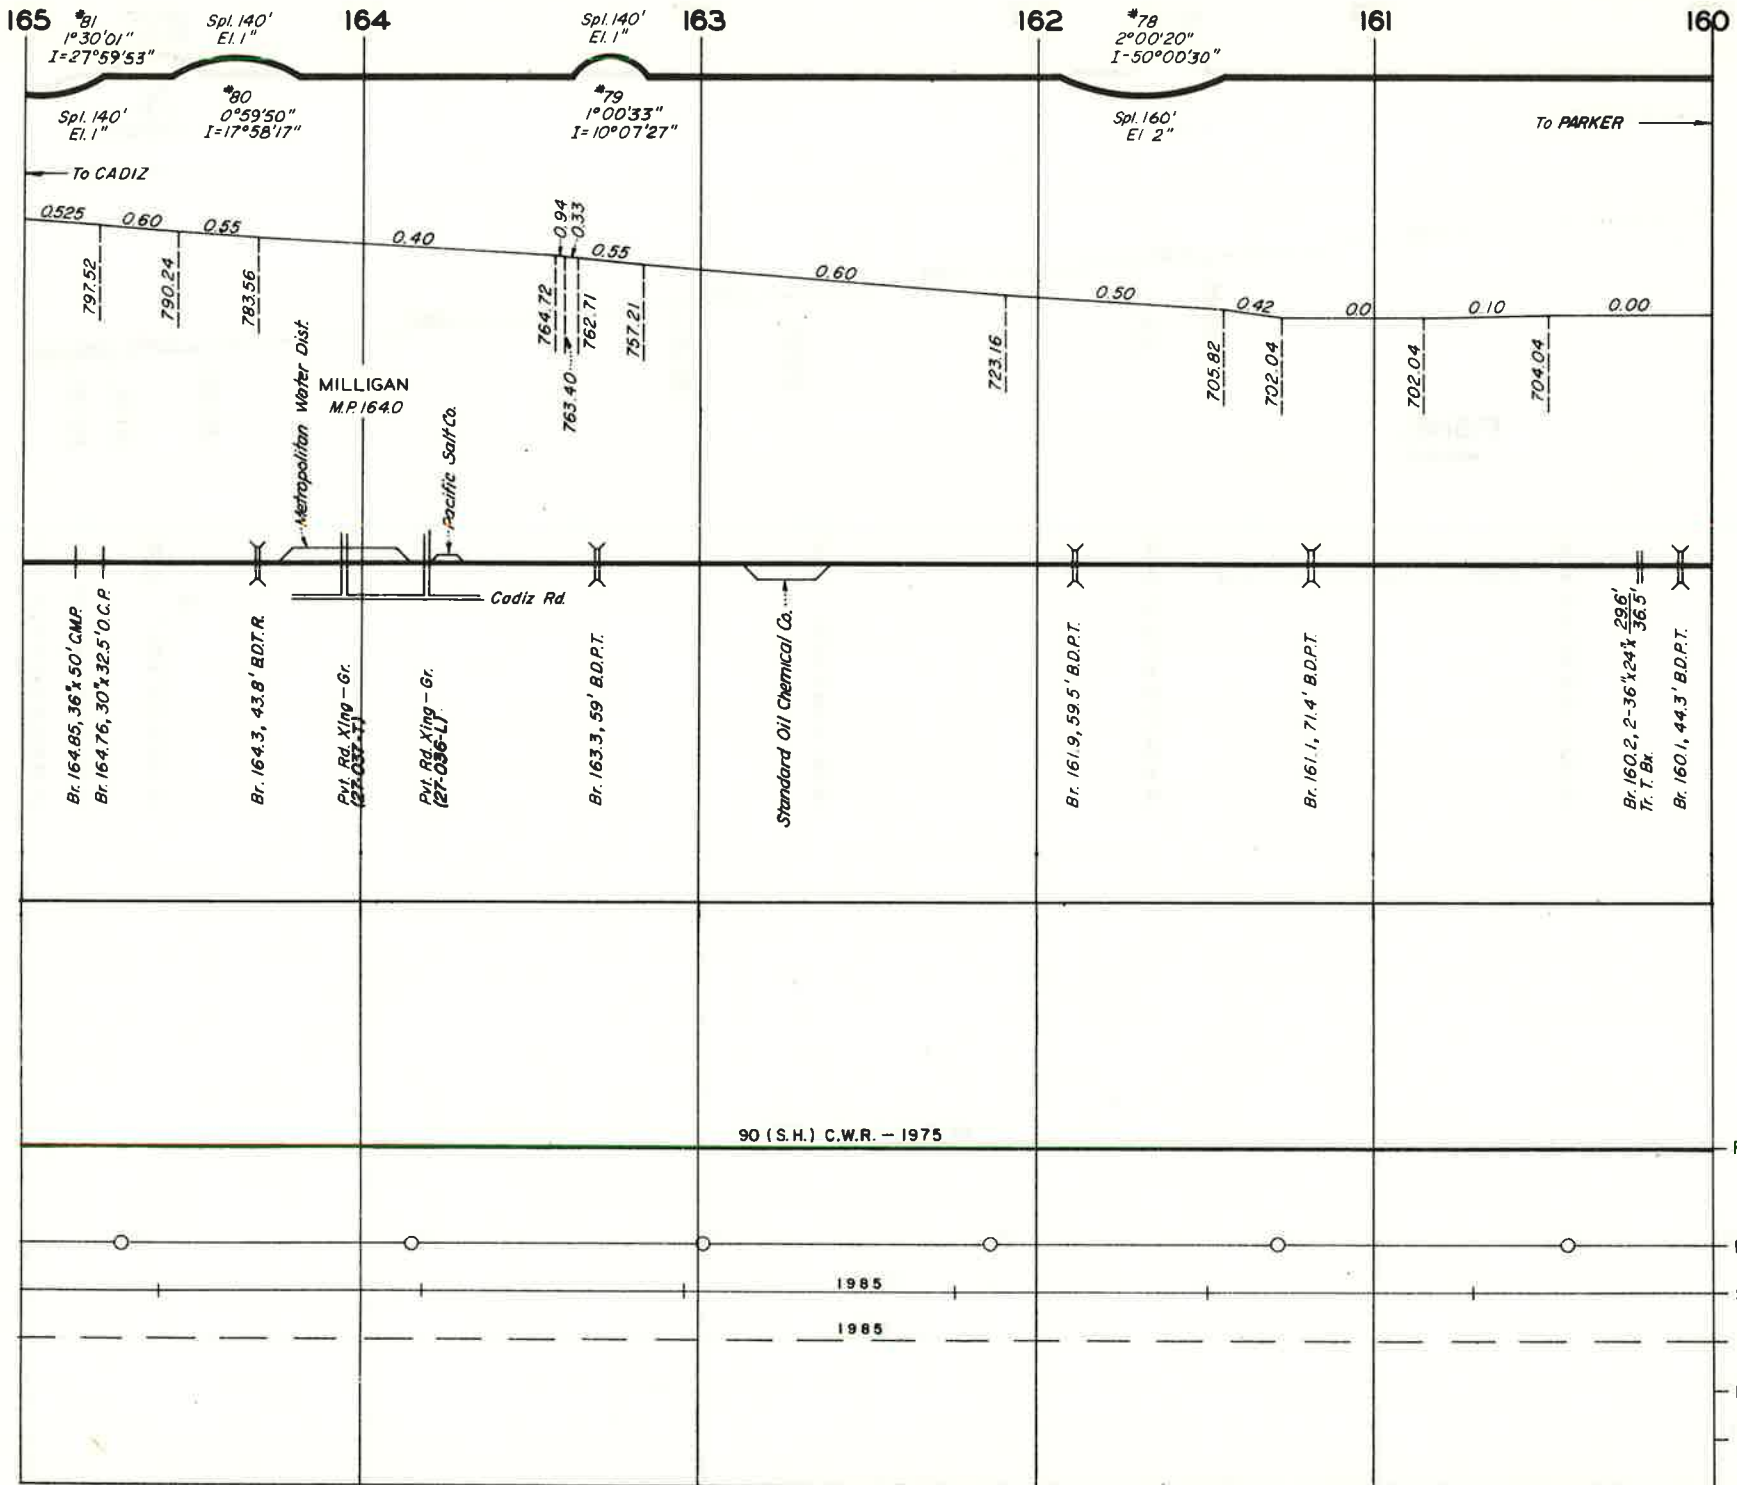 165 164 163 162 161 160
#81
1°30'01"
I=27°59'53"
Spl. 140'
El. 1"
Spl. 140'
El. 1"
#78
2°00'20"
I-50°00'30"
Spl. 140'
El. 1"
#80
0°59'50"
I=17°58'17"
#79
1°00'33"
I=10°07'27"
Spl. 160'
El 2"
To PARKER
To CADIZ
0.525 0.60 0.55 0.40 0.94 0.33 0.55 0.60 0.50 0.42 0.0 0.10 0.00
797.52 790.24 783.56 764.72 763.40 762.71 757.21 723.16 705.82 702.04 702.04 704.04
MILLIGAN
M.P. 164.0
Metropolitan Water Dist.
Pacific Salt Co.
Cadiz Rd.
Br. 164.85, 36"x 50' C.M.P.
Br. 164.76, 30"x 32.5' O.C.P.
Br. 164.3, 43.8' B.D.T.R.
Pvt. Rd. Xing - Gr.
(27-037-T)
Pvt. Rd. Xing - Gr.
(27-036-L)
Br. 163.3, 59' B.D.P.T.
Standard Oil Chemical Co.
Br. 161.9, 59.5' B.D.P.T.
Br. 161.1, 71.4' B.D.P.T.
Br. 160.2, 2-36"x24"x 29.6'/36.5'
Tr. T. Bx.
Br. 160.1, 44.3' B.D.P.T.
90 (S.H.) C.W.R. - 1975
1985
1985